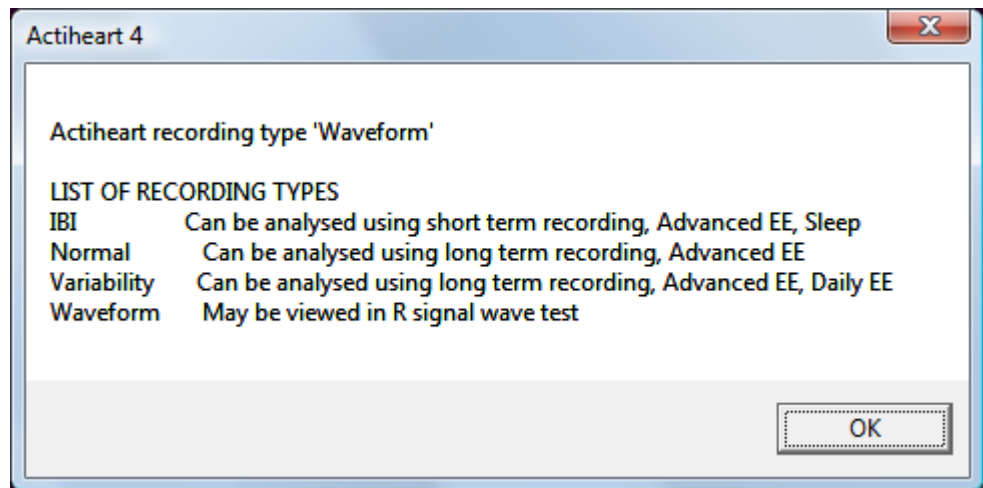 Actiheart 4
Actiheart recording type 'Waveform'
LIST OF RECORDING TYPES
IBI Can be analysed using short term recording, Advanced EE, Sleep
Normal Can be analysed using long term recording, Advanced EE
Variability Can be analysed using long term recording, Advanced EE, Daily EE
Waveform May be viewed in R signal wave test
OK